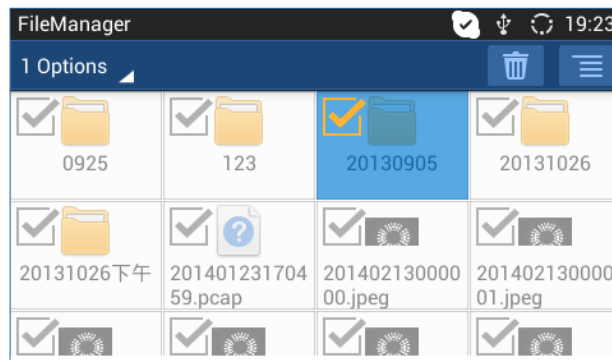 FileManager 19:23
1 Options
0925 123 20130905 20131026
20131026下午 201401231704 201402130000 201402130000
59.pcap 00.jpeg 01.jpeg